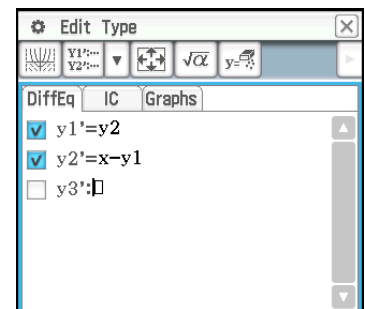 Edit Type
Y1':⋯ Y2':⋯ √α y=
DiffEq IC Graphs
y1'=y2
y2'=x−y1
y3':□